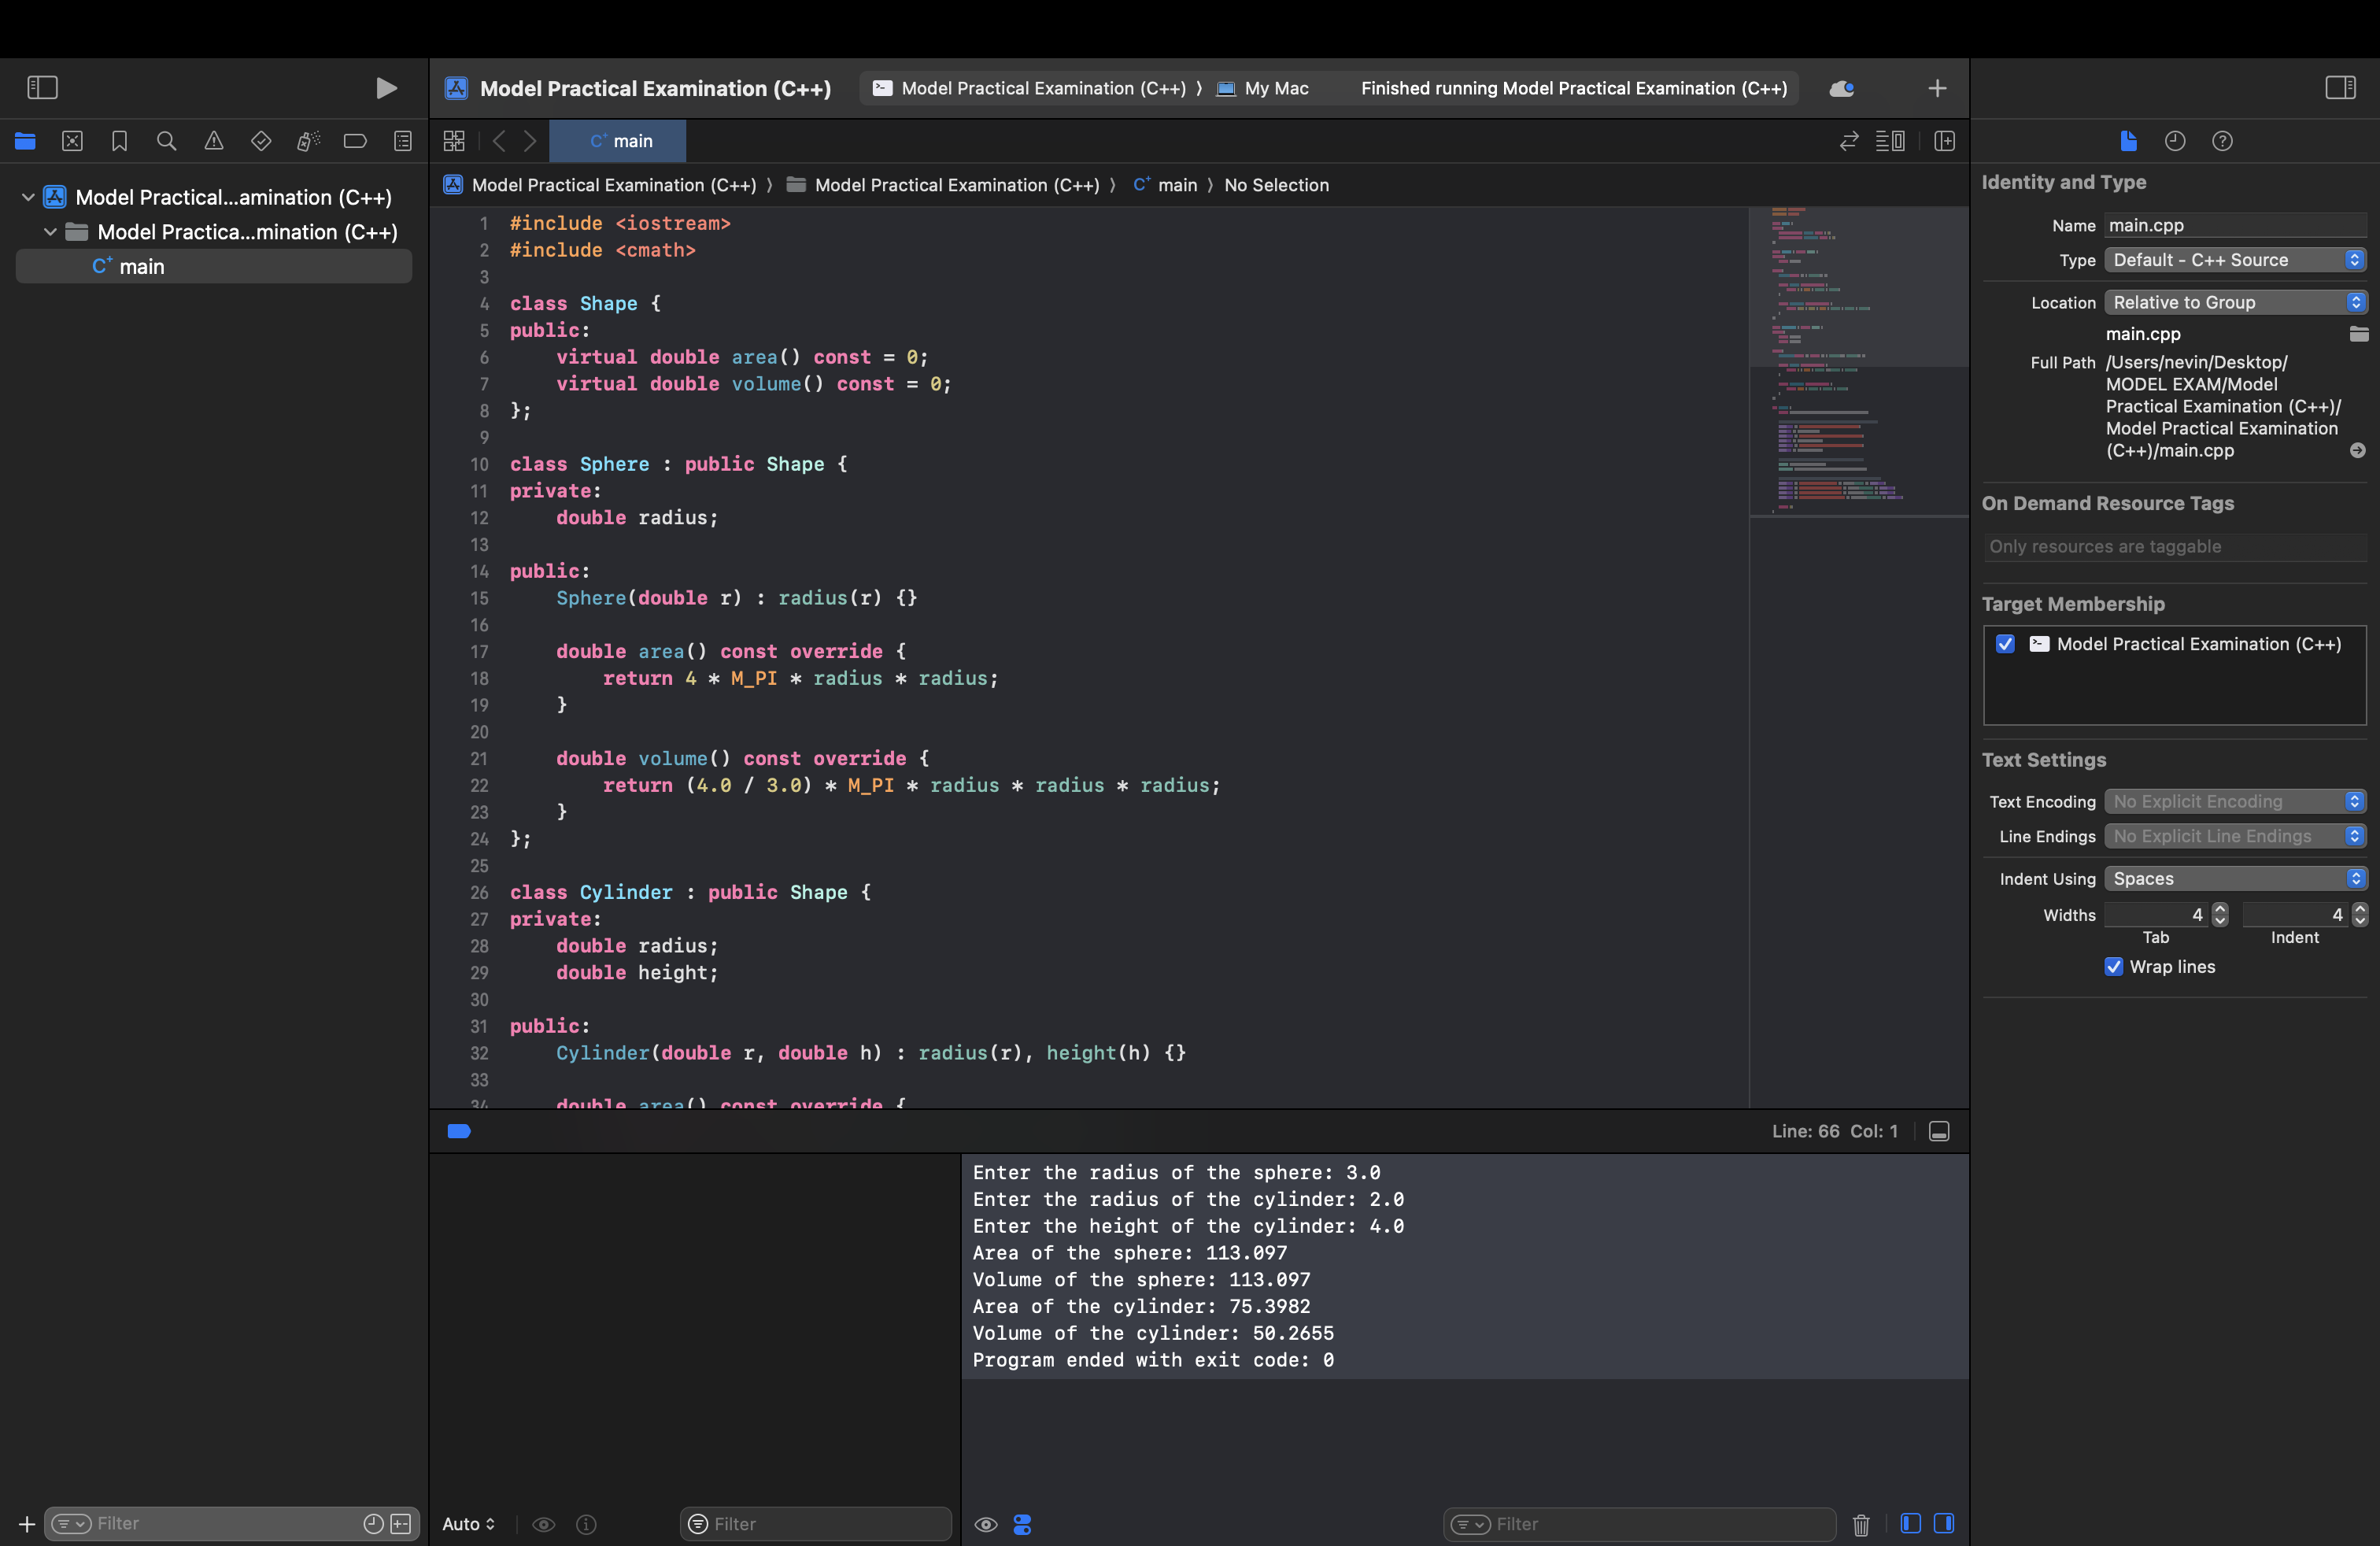 Model Practical Examination (C++)
Model Practical Examination (C++) ⟩ My Mac
Finished running Model Practical Examination (C++)
main
Model Practical Examination (C++) ⟩ Model Practical Examination (C++) ⟩ main ⟩ No Selection
Model Practical...amination (C++)
Model Practica...mination (C++)
main
1 #include <iostream>
2 #include <cmath>
3
4 class Shape {
5 public:
6     virtual double area() const = 0;
7     virtual double volume() const = 0;
8 };
9
10 class Sphere : public Shape {
11 private:
12     double radius;
13
14 public:
15     Sphere(double r) : radius(r) {}
16
17     double area() const override {
18         return 4 * M_PI * radius * radius;
19     }
20
21     double volume() const override {
22         return (4.0 / 3.0) * M_PI * radius * radius * radius;
23     }
24 };
25
26 class Cylinder : public Shape {
27 private:
28     double radius;
29     double height;
30
31 public:
32     Cylinder(double r, double h) : radius(r), height(h) {}
33
34     double area() const override {
Line: 66 Col: 1
Enter the radius of the sphere: 3.0
Enter the radius of the cylinder: 2.0
Enter the height of the cylinder: 4.0
Area of the sphere: 113.097
Volume of the sphere: 113.097
Area of the cylinder: 75.3982
Volume of the cylinder: 50.2655
Program ended with exit code: 0
Filter
Auto
Filter
Filter
Identity and Type
Name main.cpp
Type Default - C++ Source
Location Relative to Group
main.cpp
Full Path /Users/nevin/Desktop/
MODEL EXAM/Model
Practical Examination (C++)/
Model Practical Examination
(C++)/main.cpp
On Demand Resource Tags
Only resources are taggable
Target Membership
Model Practical Examination (C++)
Text Settings
Text Encoding No Explicit Encoding
Line Endings No Explicit Line Endings
Indent Using Spaces
Widths 4 4
Tab Indent
Wrap lines